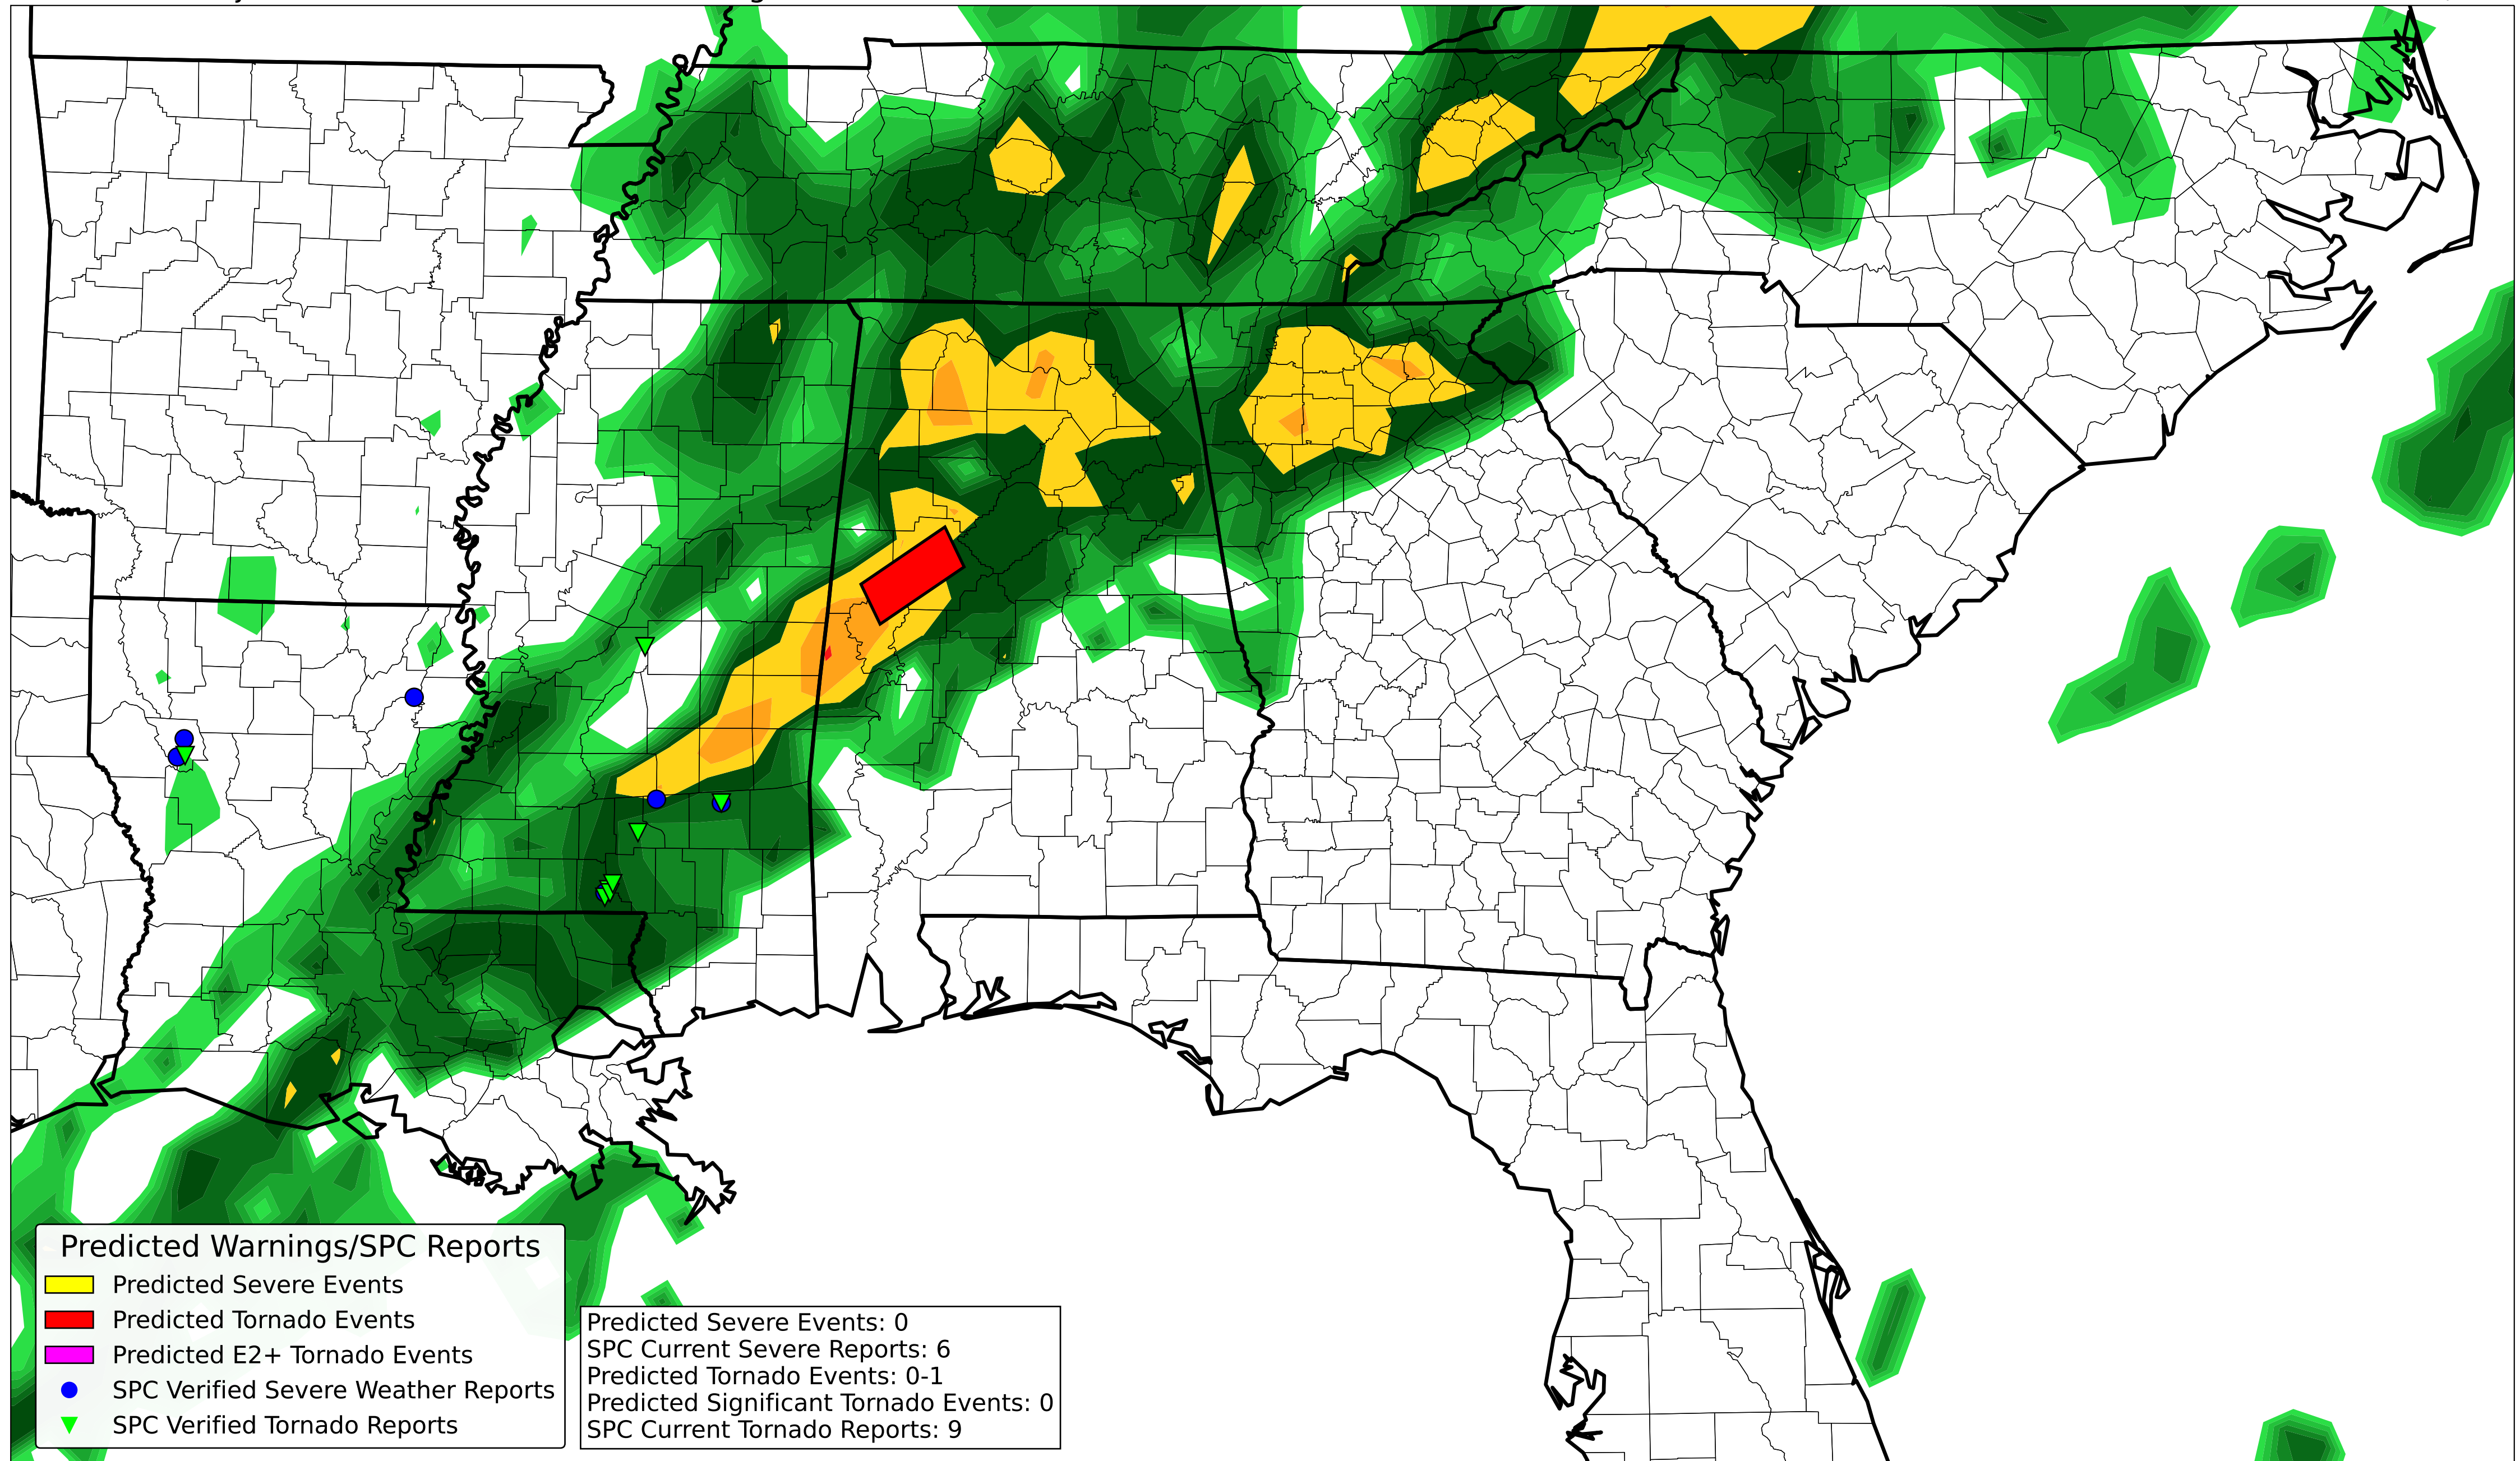 Predicted Warnings/SPC Reports
Predicted Severe Events
Predicted Tornado Events
Predicted E2+ Tornado Events
SPC Verified Severe Weather Reports
SPC Verified Tornado Reports
Predicted Severe Events: 0
SPC Current Severe Reports: 6
Predicted Tornado Events: 0-1
Predicted Significant Tornado Events: 0
SPC Current Tornado Reports: 9